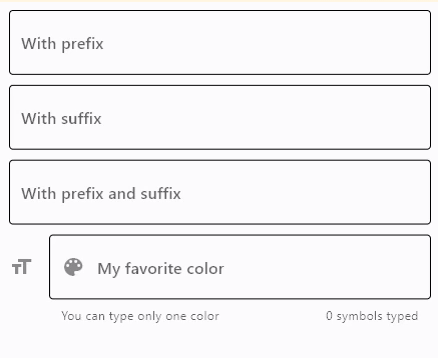 With prefix
With suffix
With prefix and suffix
My favorite color
You can type only one color 0 symbols typed